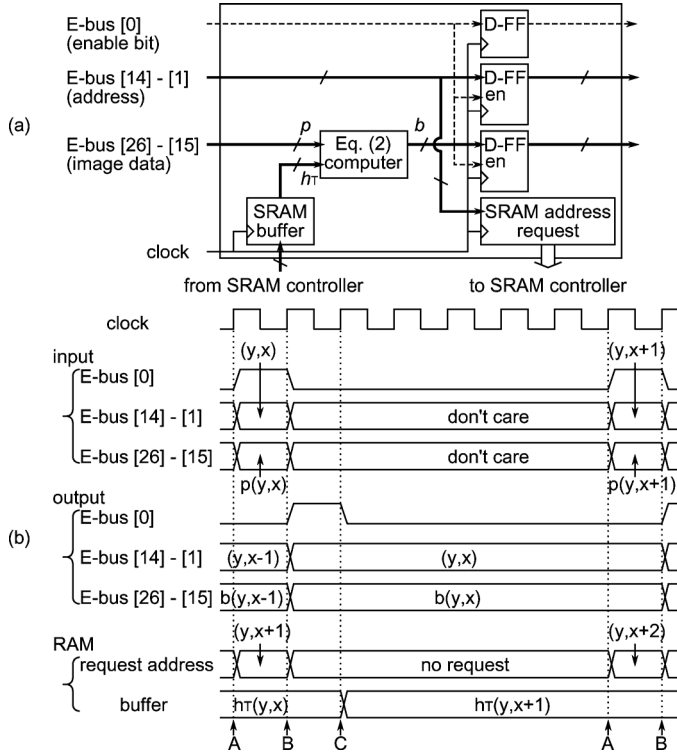 E-bus [0]
(enable bit)
D-FF
E-bus [14] - [1]
(address)
D-FF
en
(a)
E-bus [26] - [15]
(image data)
p
Eq. (2)
computer
b
D-FF
en
hT
SRAM
buffer
SRAM address
request
clock
from SRAM controller
to SRAM controller
clock
input
(y,x)
(y,x+1)
E-bus [0]
E-bus [14] - [1]
don't care
E-bus [26] - [15]
don't care
p(y,x)
p(y,x+1)
output
E-bus [0]
(b)
E-bus [14] - [1]
(y,x-1)
(y,x)
E-bus [26] - [15]
b(y,x-1)
b(y,x)
RAM
(y,x+1)
(y,x+2)
request address
no request
buffer
hT(y,x)
hT(y,x+1)
A
B
C
A
B